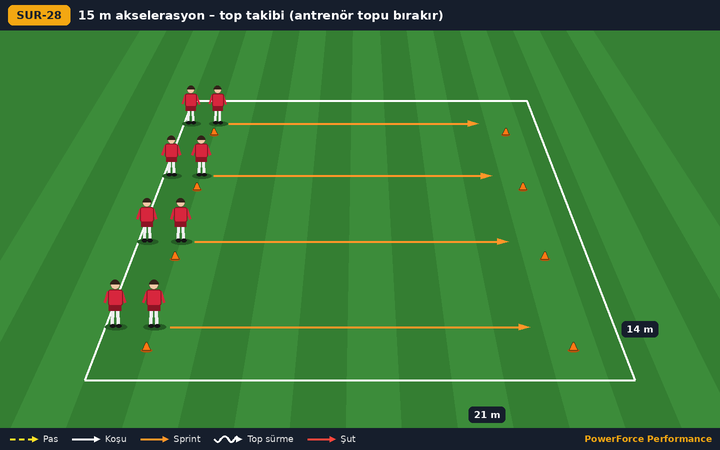 SUR-28 15 m akselerasyon – top takibi (antrenör topu bırakır)
14 m
21 m
Pas Koşu Sprint Top sürme Şut PowerForce Performance